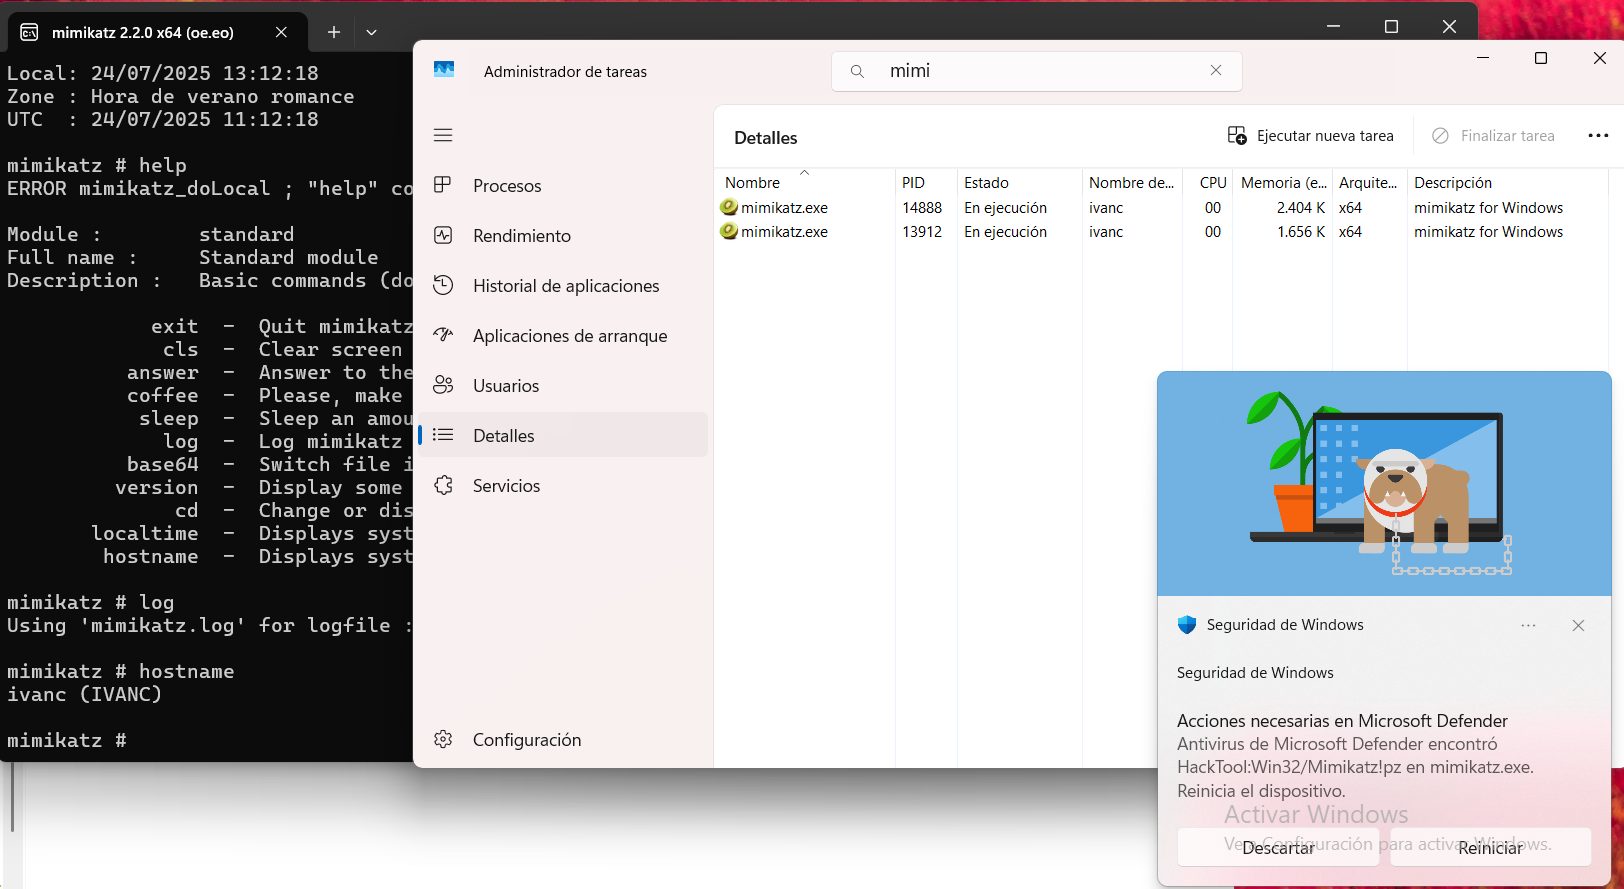 mimikatz 2.2.0 x64 (oe.eo)
Local: 24/07/2025 13:12:18
Zone : Hora de verano romance
UTC  : 24/07/2025 11:12:18
mimikatz # help
ERROR mimikatz_doLocal ; "help" co
Module :        standard
Full name :     Standard module
Description :   Basic commands (do
exit  -  Quit mimikatz
cls  -  Clear screen
answer  -  Answer to the
coffee  -  Please, make
sleep  -  Sleep an amou
log  -  Log mimikatz
base64  -  Switch file i
version  -  Display some
cd  -  Change or dis
localtime  -  Displays syst
hostname  -  Displays syst
mimikatz # log
Using 'mimikatz.log' for logfile :
mimikatz # hostname
ivanc (IVANC)
mimikatz #
Administrador de tareas
mimi
Procesos
Rendimiento
Historial de aplicaciones
Aplicaciones de arranque
Usuarios
Detalles
Servicios
Configuración
Detalles
Ejecutar nueva tarea
Finalizar tarea
Nombre PID Estado Nombre de... CPU Memoria (e... Arquite... Descripción
mimikatz.exe 14888 En ejecución ivanc 00 2.404 K x64 mimikatz for Windows
mimikatz.exe 13912 En ejecución ivanc 00 1.656 K x64 mimikatz for Windows
Seguridad de Windows
Seguridad de Windows
Acciones necesarias en Microsoft Defender
Antivirus de Microsoft Defender encontró
HackTool:Win32/Mimikatz!pz en mimikatz.exe.
Reinicia el dispositivo.
Activar Windows
Ve a Configuración para activar Windows.
Descartar
Reiniciar